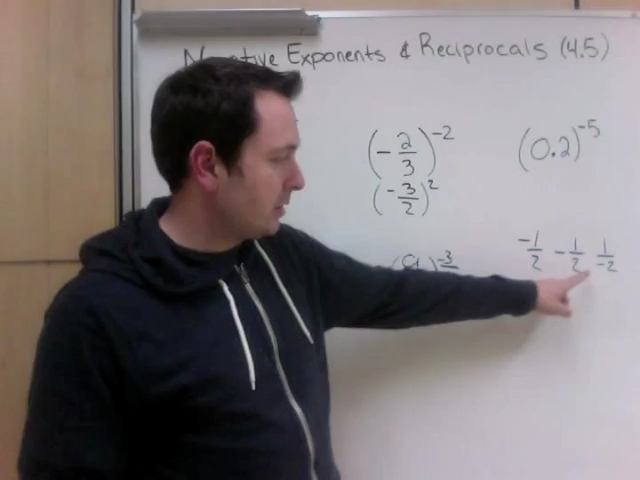 Negative Exponents & Reciprocals (4.5)
(-2/3)^-2
(0.2)^-5
(-3/2)^2
-1/2 -1/2 1/-2